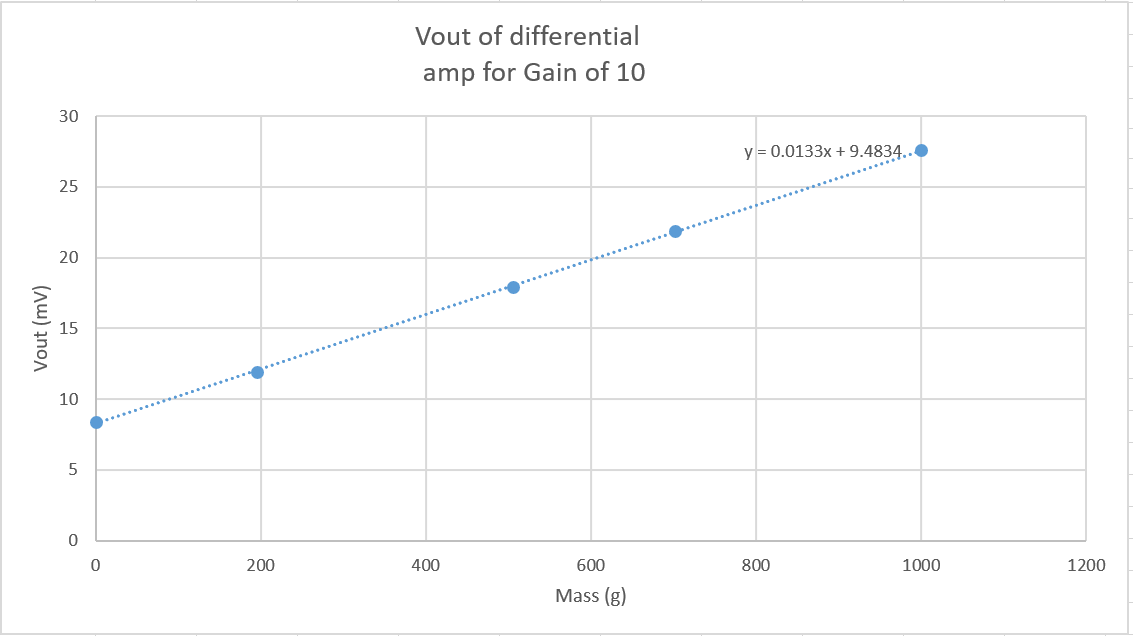 Vout of differential
amp for Gain of 10
30
y = 0.0133x + 9.4834
25
20
15
10
5
0
Vout (mV)
0 200 400 600 800 1000 1200
Mass (g)